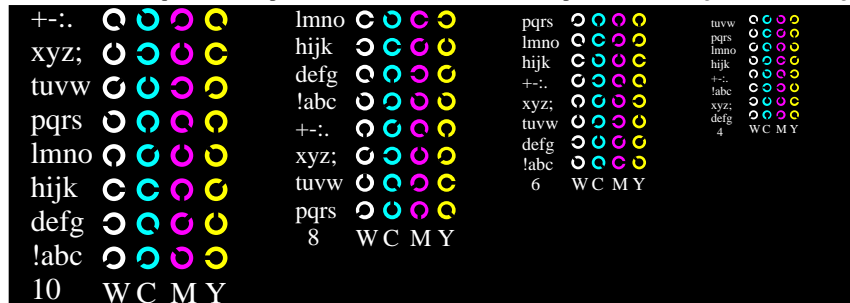 +-:.
xyz;
tuvw
pqrs
lmno
hijk
defg
!abc
10 W C M Y
lmno
hijk
defg
!abc
+-:.
xyz;
tuvw
pqrs
8 W C M Y
pqrs
lmno
hijk
+-:.
xyz;
tuvw
defg
!abc
6 W C M Y
tuvw
pqrs
lmno
hijk
+-:.
!abc
xyz;
defg
4 W C M Y